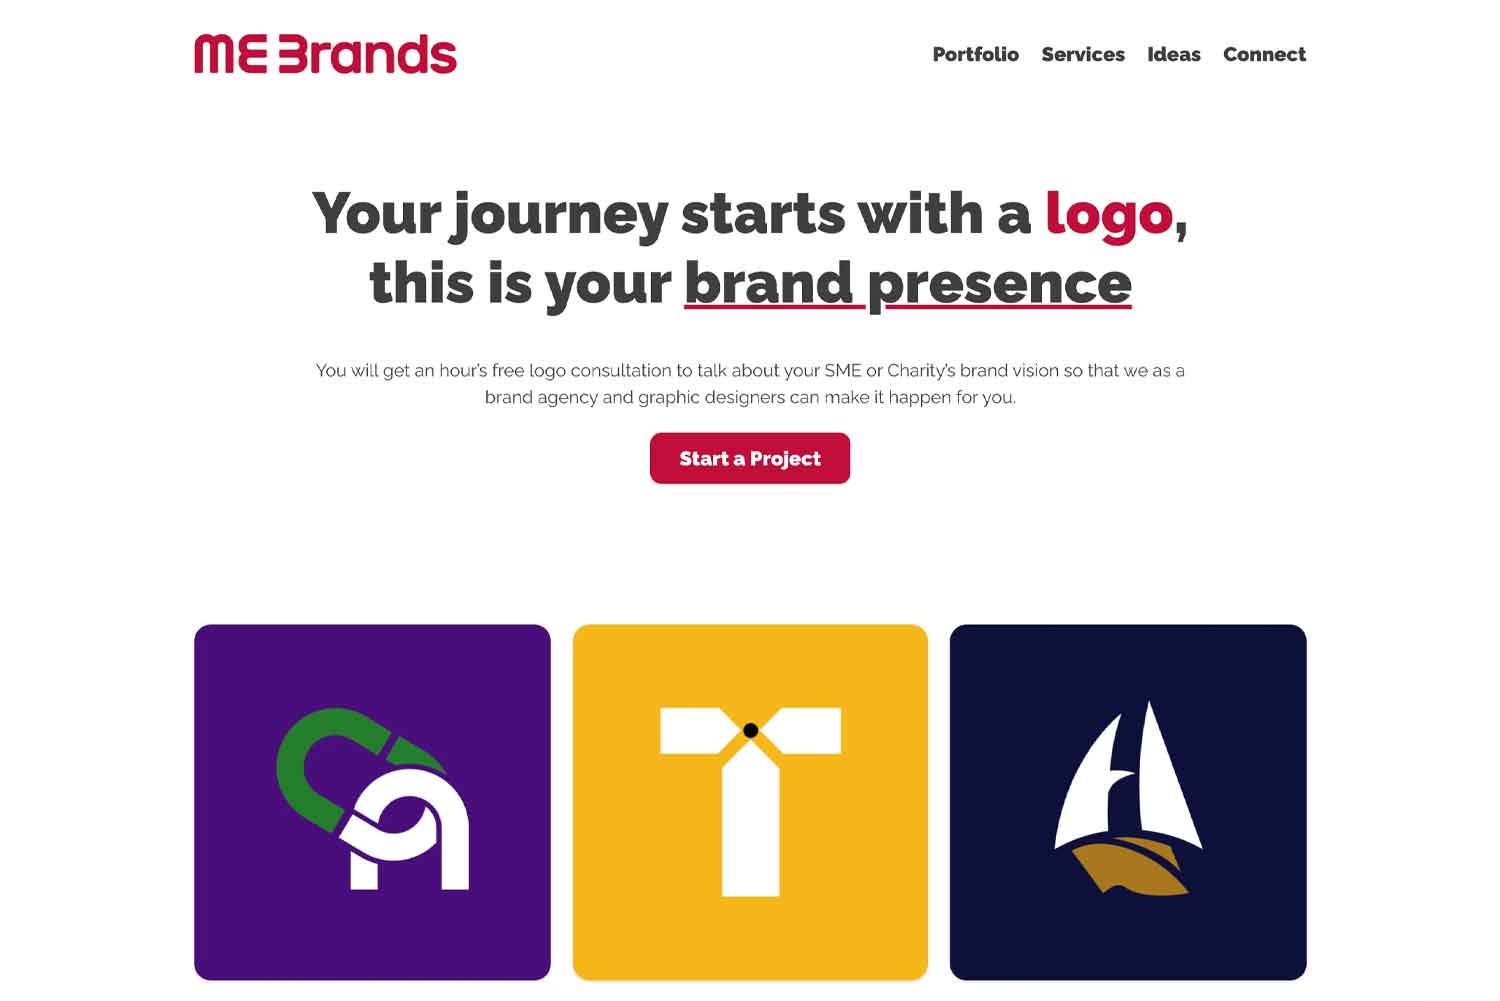 ME Brands
Portfolio Services Ideas Connect
Your journey starts with a logo,
this is your brand presence
You will get an hour’s free logo consultation to talk about your SME or Charity’s brand vision so that we as a
brand agency and graphic designers can make it happen for you.
Start a Project